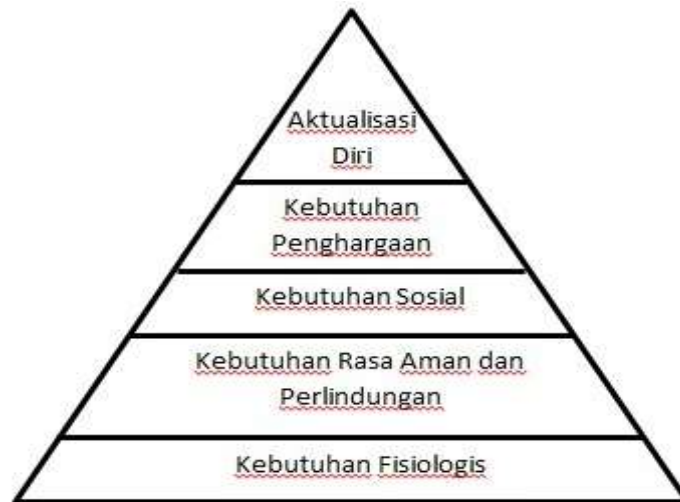 Aktualisasi
Diri
Kebutuhan
Penghargaan
Kebutuhan Sosial
Kebutuhan Rasa Aman dan
Perlindungan
Kebutuhan Fisiologis